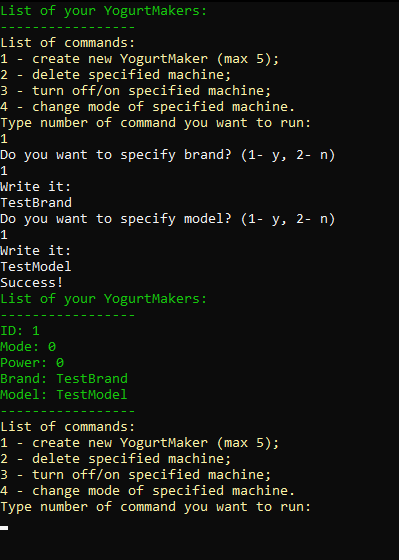 List of your YogurtMakers:
-----------------
List of commands:
1 - create new YogurtMaker (max 5);
2 - delete specified machine;
3 - turn off/on specified machine;
4 - change mode of specified machine.
Type number of command you want to run:
1
Do you want to specify brand? (1- y, 2- n)
1
Write it:
TestBrand
Do you want to specify model? (1- y, 2- n)
1
Write it:
TestModel
Success!
List of your YogurtMakers:
-----------------
ID: 1
Mode: 0
Power: 0
Brand: TestBrand
Model: TestModel
-----------------
List of commands:
1 - create new YogurtMaker (max 5);
2 - delete specified machine;
3 - turn off/on specified machine;
4 - change mode of specified machine.
Type number of command you want to run: